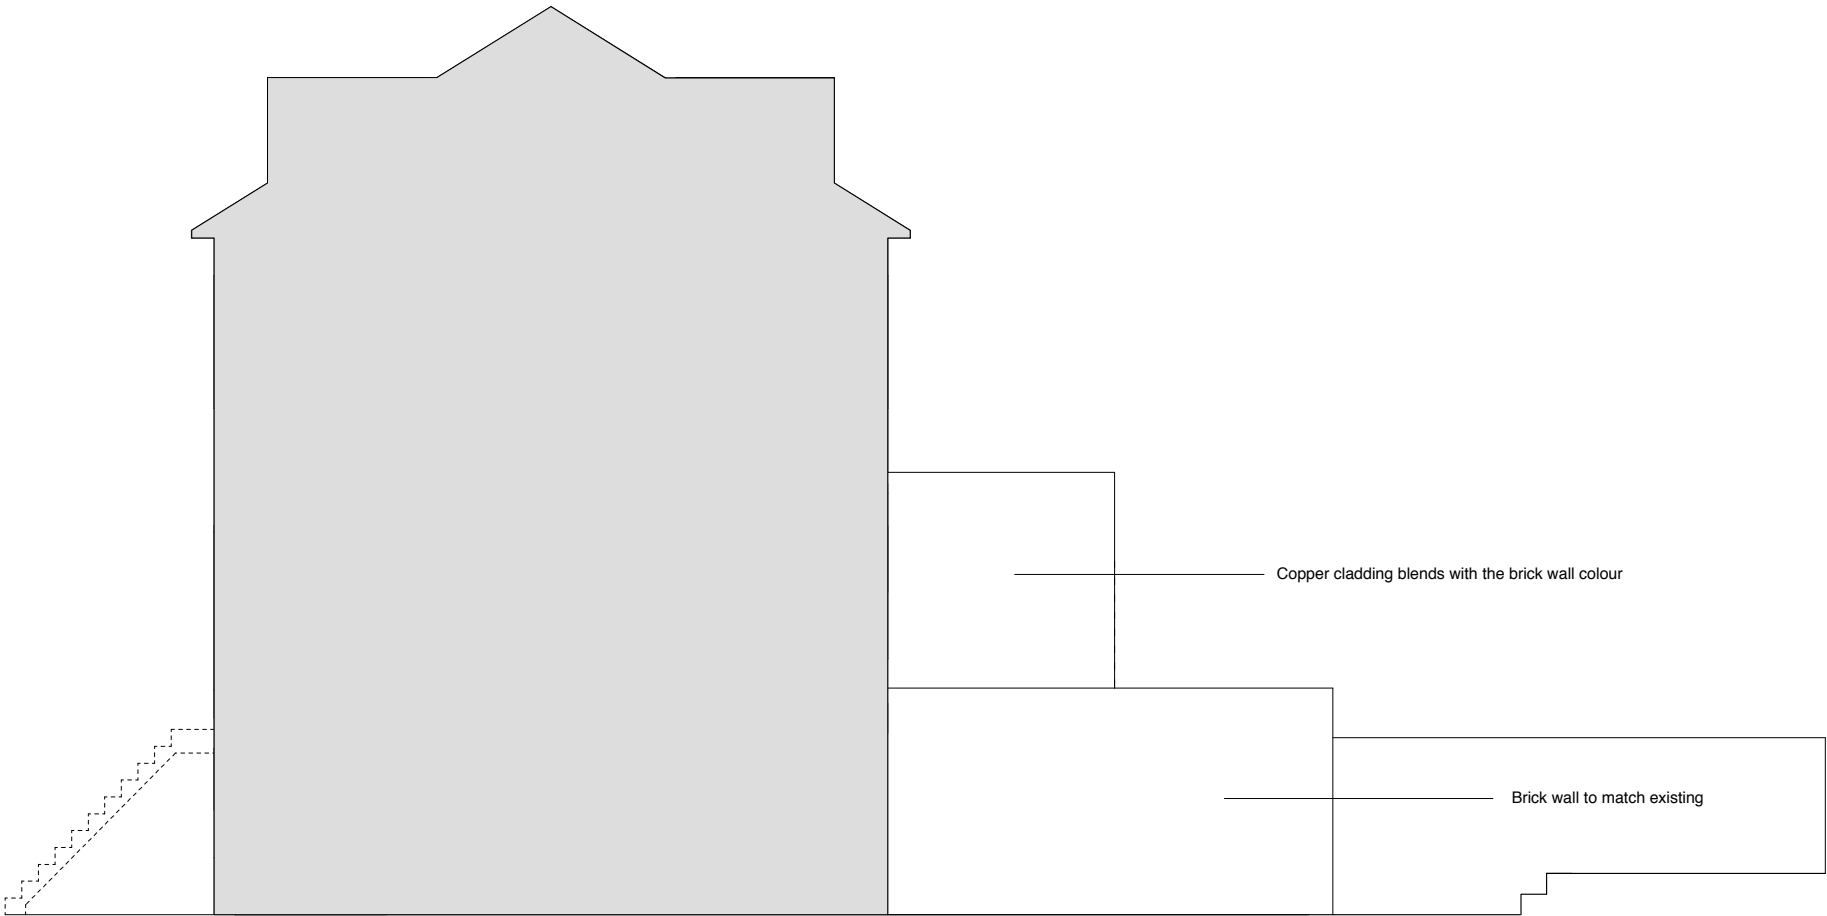 Copper cladding blends with the brick wall colour
Brick wall to match existing